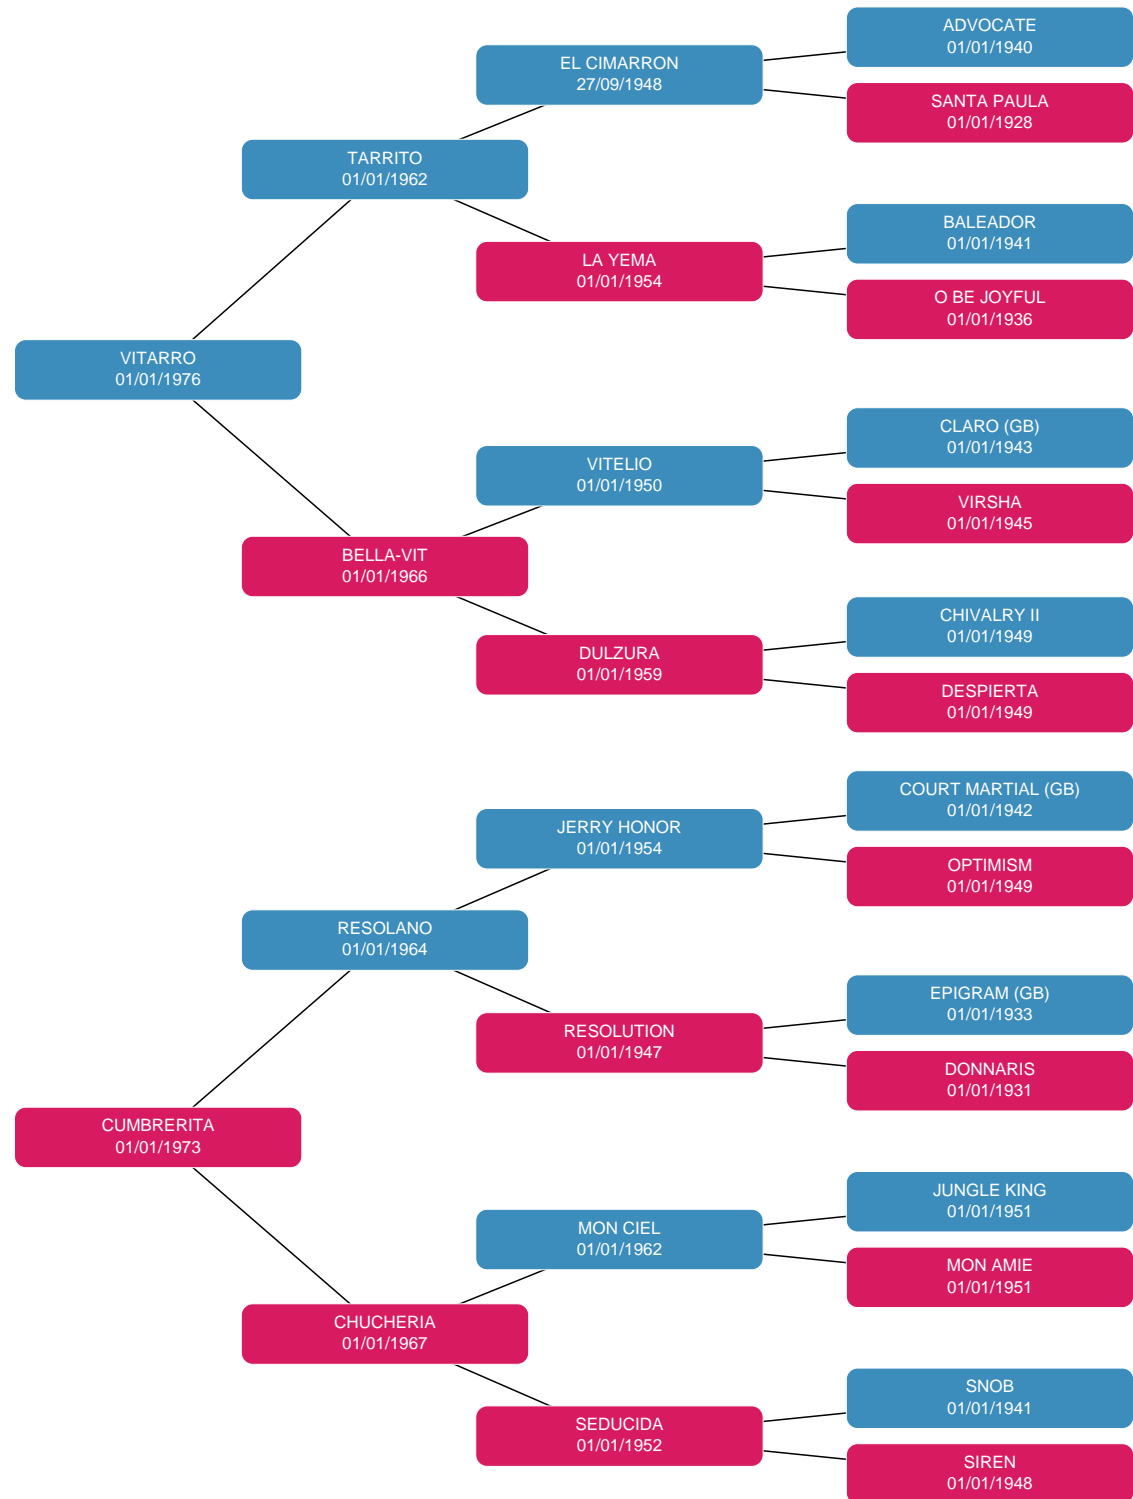 ADVOCATE
01/01/1940
EL CIMARRON
27/09/1948
SANTA PAULA
01/01/1928
TARRITO
01/01/1962
BALEADOR
01/01/1941
LA YEMA
01/01/1954
O BE JOYFUL
01/01/1936
VITARRO
01/01/1976
CLARO (GB)
01/01/1943
VITELIO
01/01/1950
VIRSHA
01/01/1945
BELLA-VIT
01/01/1966
CHIVALRY II
01/01/1949
DULZURA
01/01/1959
DESPIERTA
01/01/1949
COURT MARTIAL (GB)
01/01/1942
JERRY HONOR
01/01/1954
OPTIMISM
01/01/1949
RESOLANO
01/01/1964
EPIGRAM (GB)
01/01/1933
RESOLUTION
01/01/1947
DONNARIS
01/01/1931
CUMBRERITA
01/01/1973
JUNGLE KING
01/01/1951
MON CIEL
01/01/1962
MON AMIE
01/01/1951
CHUCHERIA
01/01/1967
SNOB
01/01/1941
SEDUCIDA
01/01/1952
SIREN
01/01/1948